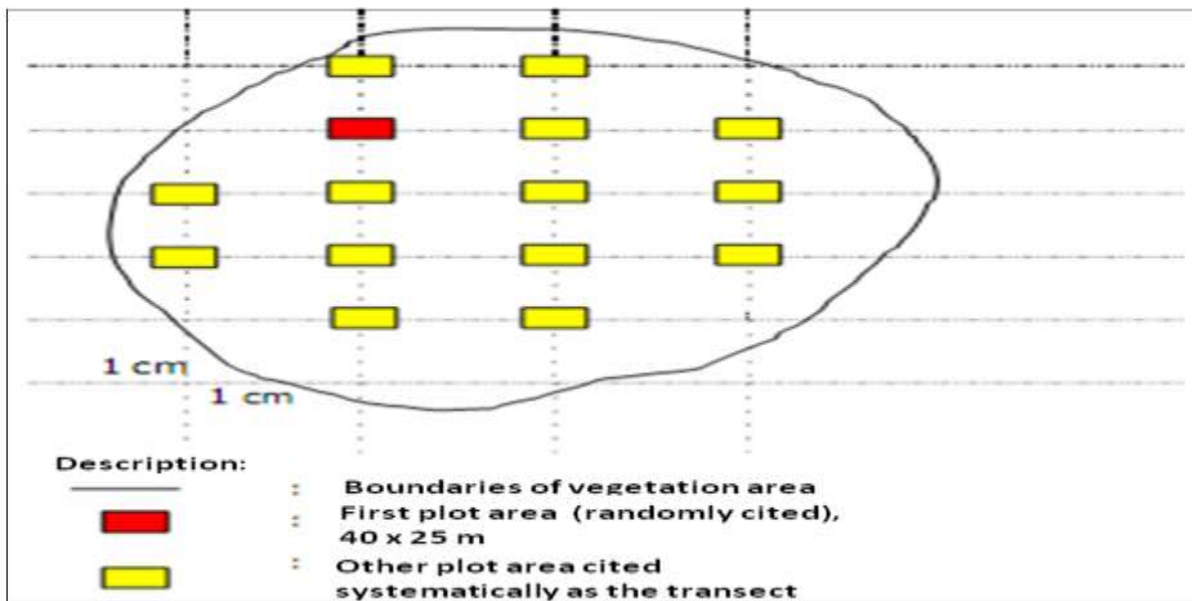 1 cm
1 cm
Description:
: Boundaries of vegetation area
: First plot area (randomly cited),
40 x 25 m
: Other plot area cited
systematically as the transect